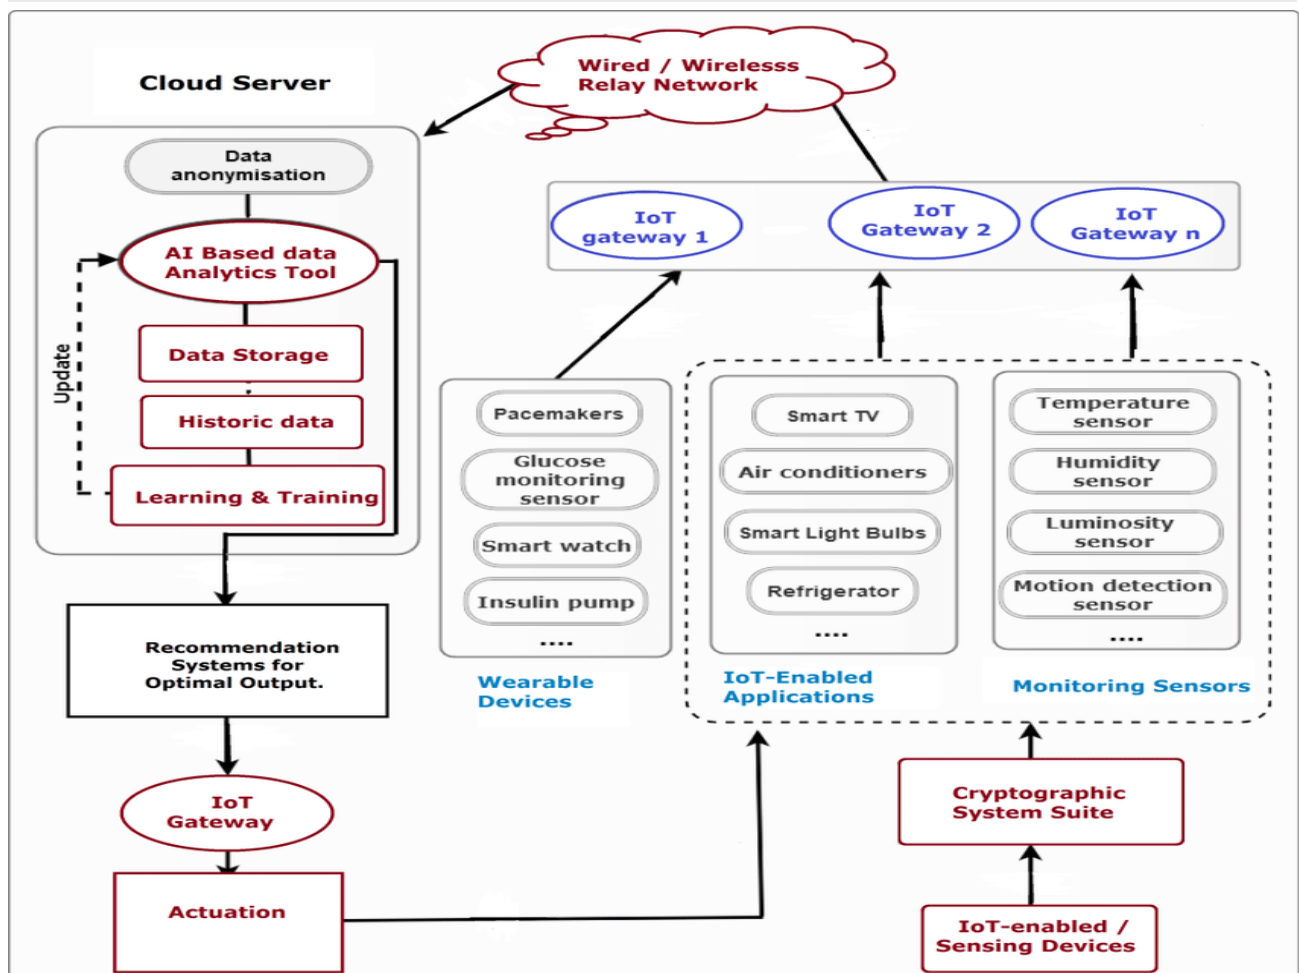 Wired / Wirelesss
Relay Network
Cloud Server
Data
anonymisation
AI Based data
Analytics Tool
Update
Data Storage
Historic data
Learning & Training
Recommendation
Systems for
Optimal Output.
IoT
Gateway
Actuation
IoT
gateway 1
IoT
Gateway 2
IoT
Gateway n
Pacemakers
Glucose
monitoring
sensor
Smart watch
Insulin pump
....
Wearable
Devices
Smart TV
Air conditioners
Smart Light Bulbs
Refrigerator
....
IoT-Enabled
Applications
Temperature
sensor
Humidity
sensor
Luminosity
sensor
Motion detection
sensor
....
Monitoring Sensors
Cryptographic
System Suite
IoT-enabled /
Sensing Devices